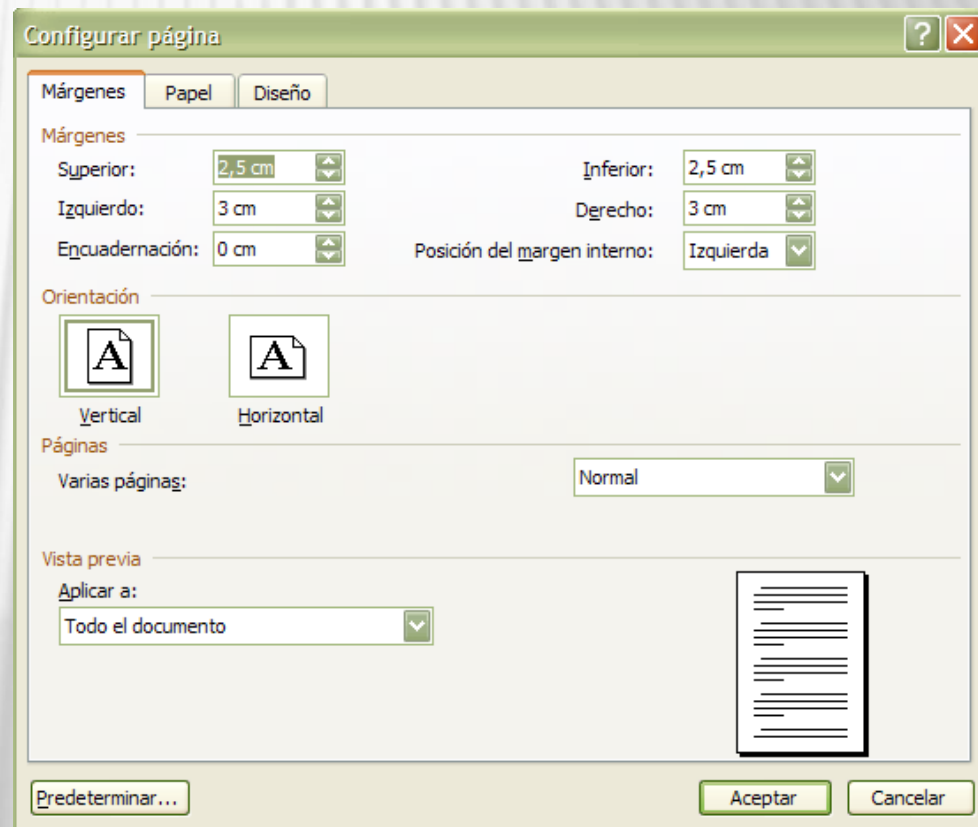 Configurar página
Márgenes Papel Diseño
Márgenes
Superior: 2,5 cm Inferior: 2,5 cm
Izquierdo: 3 cm Derecho: 3 cm
Encuadernación: 0 cm Posición del margen interno: Izquierda
Orientación
A A
Vertical Horizontal
Páginas
Varias páginas: Normal
Vista previa
Aplicar a:
Todo el documento
Predeterminar... Aceptar Cancelar